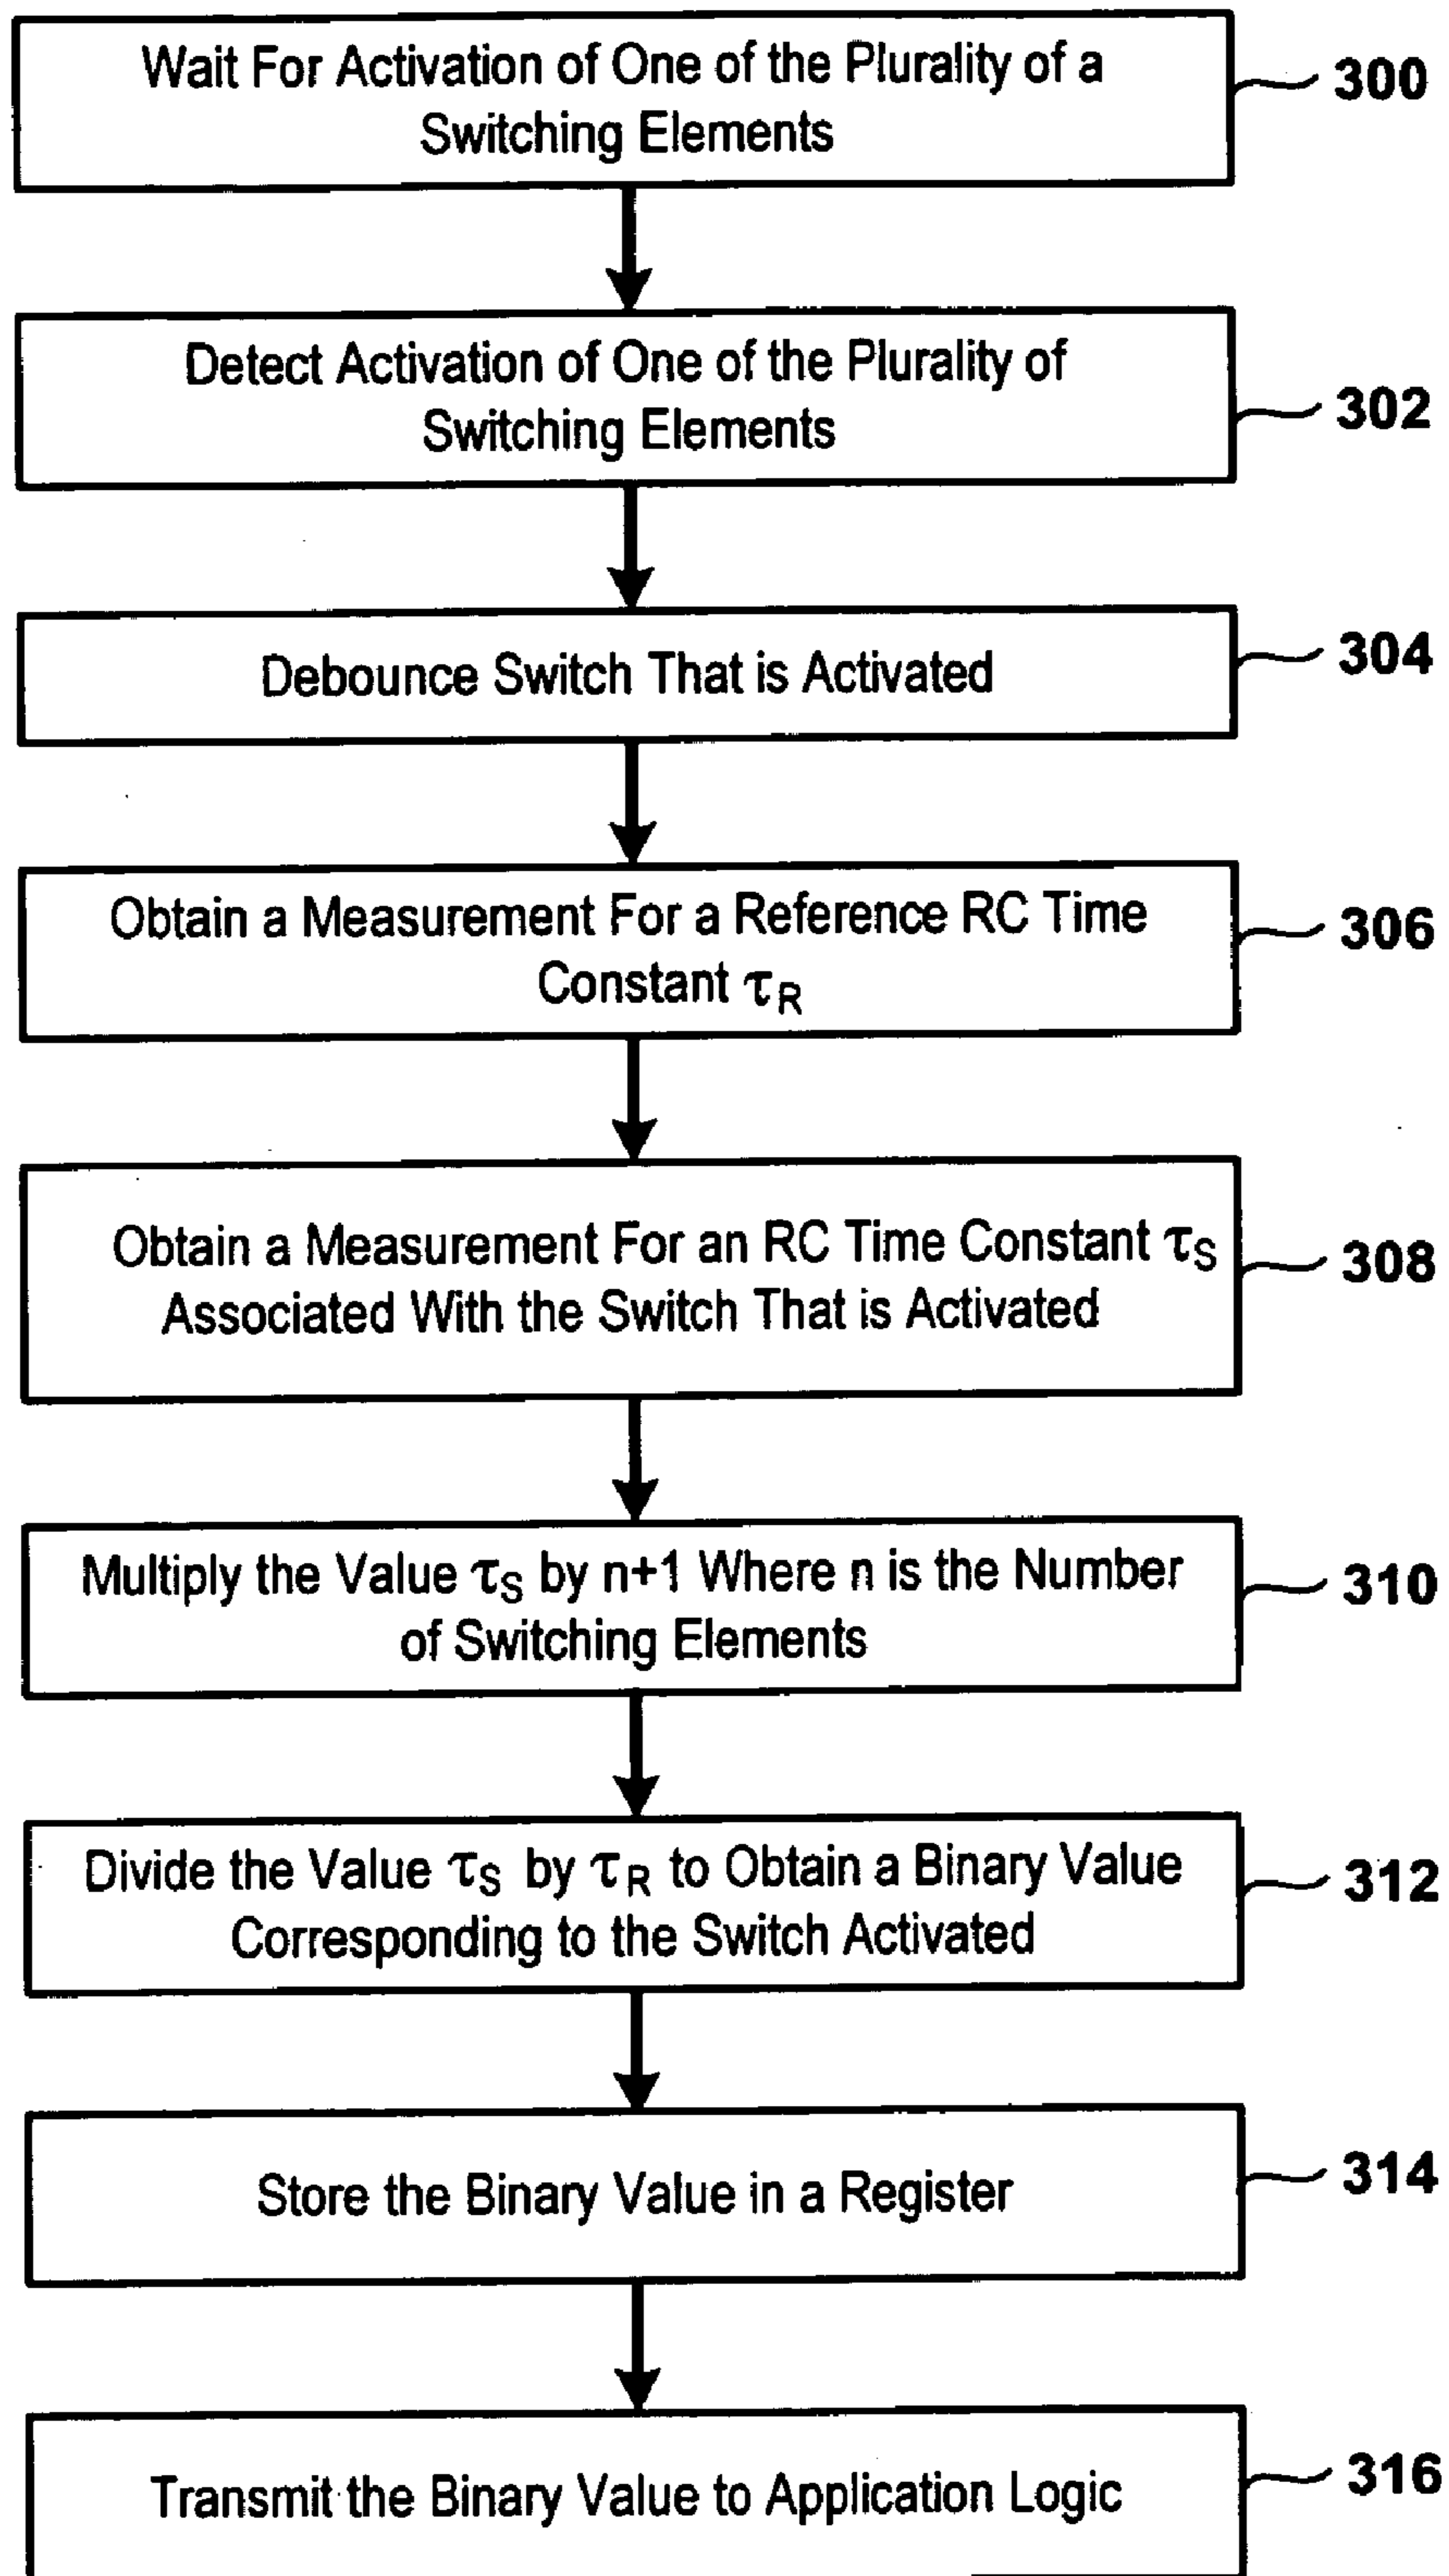 Wait For Activation of One of the Plurality of a
Switching Elements
300
Detect Activation of One of the Plurality of
Switching Elements
302
Debounce Switch That is Activated
304
Obtain a Measurement For a Reference RC Time
Constant τR
306
Obtain a Measurement For an RC Time Constant τS
Associated With the Switch That is Activated
308
Multiply the Value τS by n+1 Where n is the Number
of Switching Elements
310
Divide the Value τS by τR to Obtain a Binary Value
Corresponding to the Switch Activated
312
Store the Binary Value in a Register
314
Transmit the Binary Value to Application Logic
316